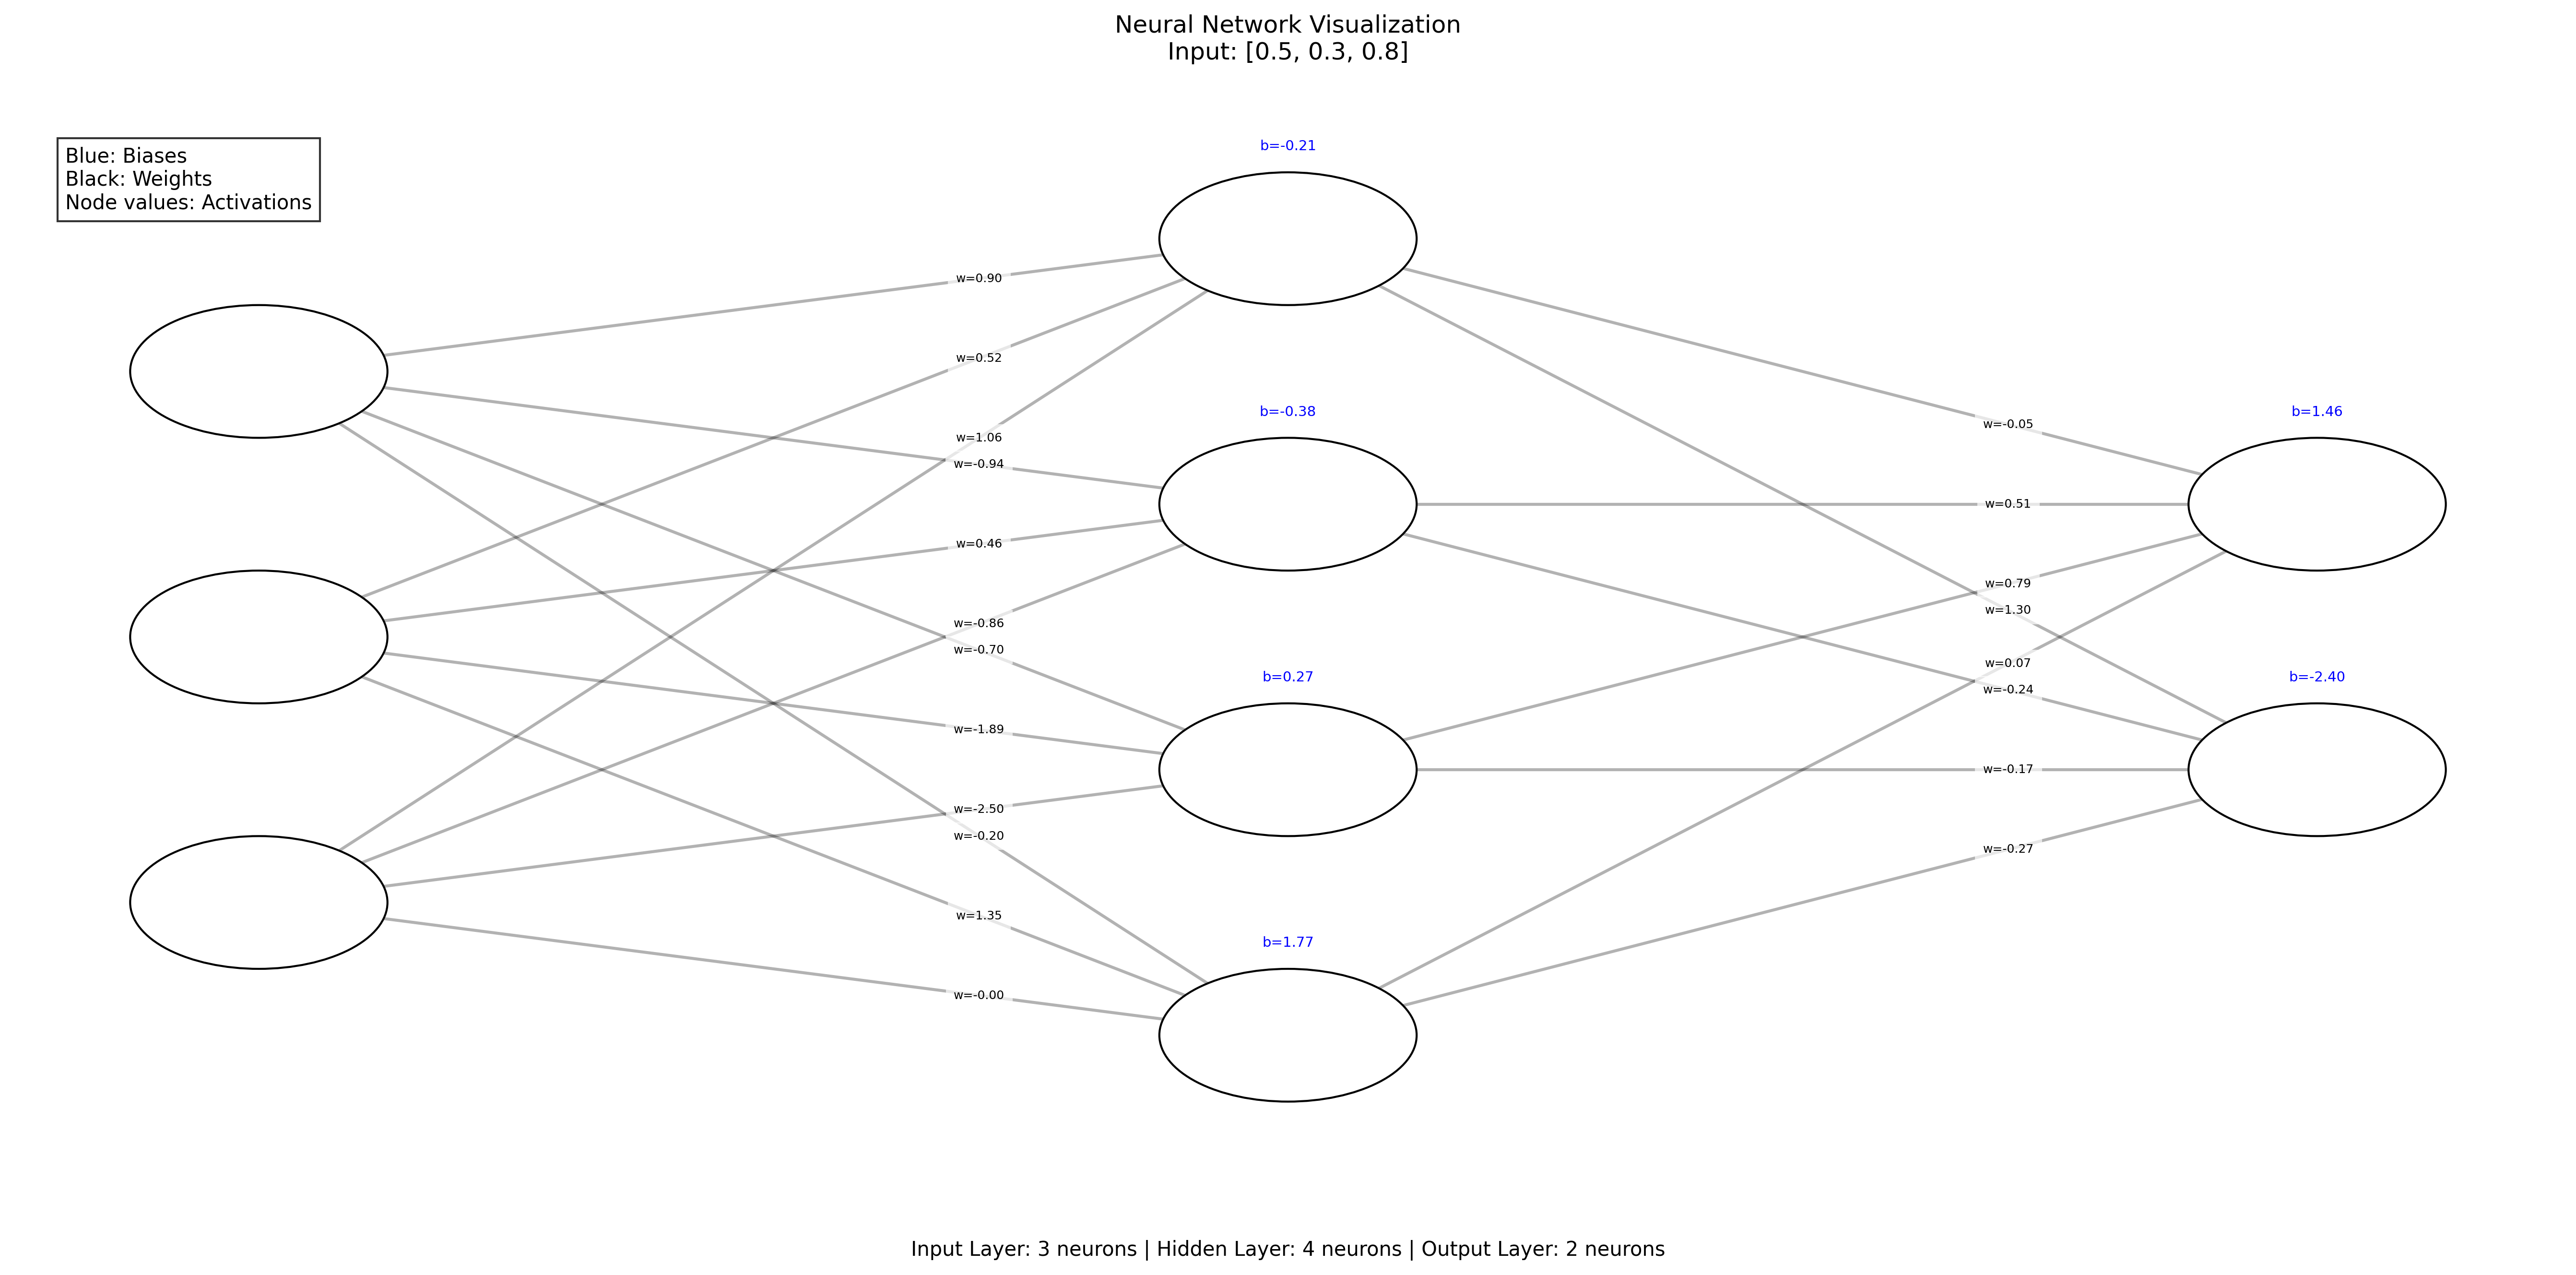 Neural Network Visualization
Input: [0.5, 0.3, 0.8]
b=-0.21
Blue: Biases
Black: Weights
Node values: Activations
w=0.90
w=0.52
b=-0.38
b=1.46
w=-0.05
w=1.06
w=-0.94
w=0.51
w=0.46
w=0.79
w=1.30
w=-0.86
w=-0.70
w=0.07
b=0.27
b=-2.40
w=-0.24
w=-1.89
w=-0.17
w=-2.50
w=-0.20
w=-0.27
w=1.35
b=1.77
w=-0.00
Input Layer: 3 neurons | Hidden Layer: 4 neurons | Output Layer: 2 neurons